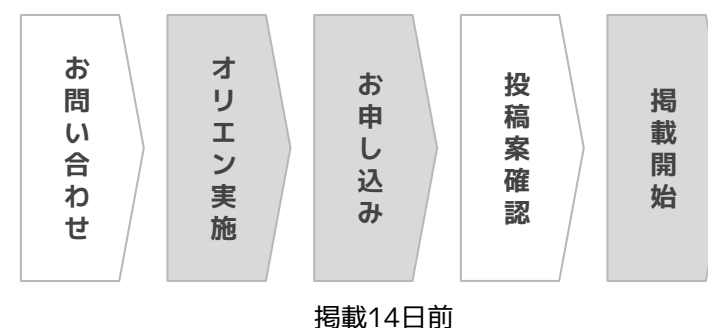 お問い合わせ
オリエン実施
お申し込み
投稿案確認
掲載開始
掲載14日前